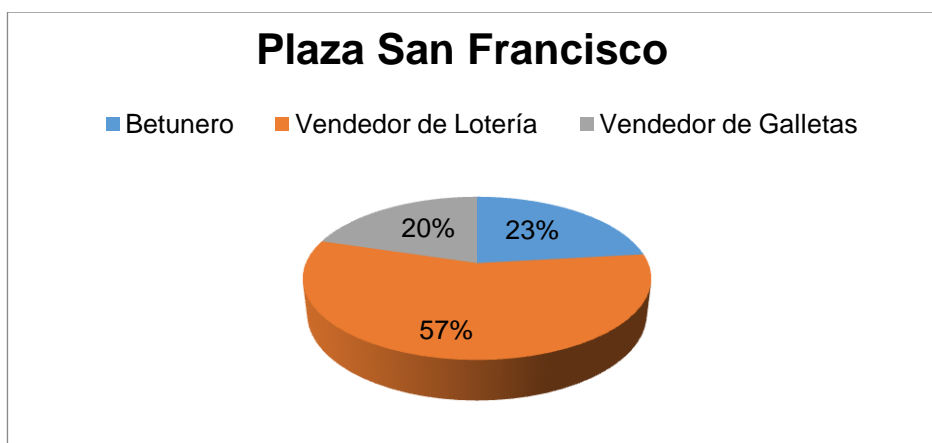 Plaza San Francisco
Betunero Vendedor de Lotería Vendedor de Galletas
20% 23%
57%